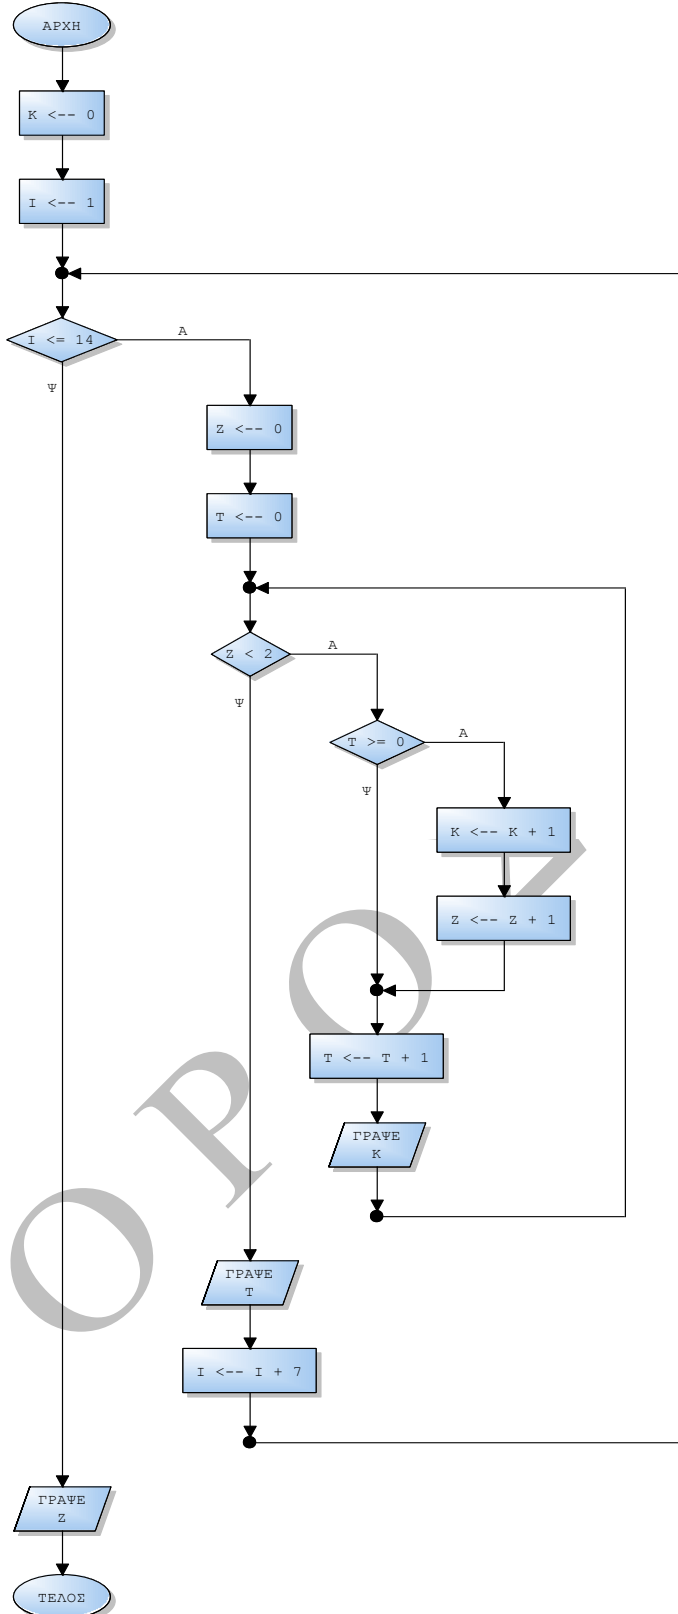 ΑΡΧΗ
Κ <-- 0
Ι <-- 1
Ι <= 14
Α
Ψ
Ζ <-- 0
Τ <-- 0
Ζ < 2
Α
Ψ
Τ >= 0
Α
Ψ
Κ <-- Κ + 1
Ζ <-- Ζ + 1
Τ <-- Τ + 1
ΓΡΑΨΕ
Κ
ΓΡΑΨΕ
Τ
Ι <-- Ι + 7
ΓΡΑΨΕ
Ζ
ΤΕΛΟΣ
Ο Ρ Ο